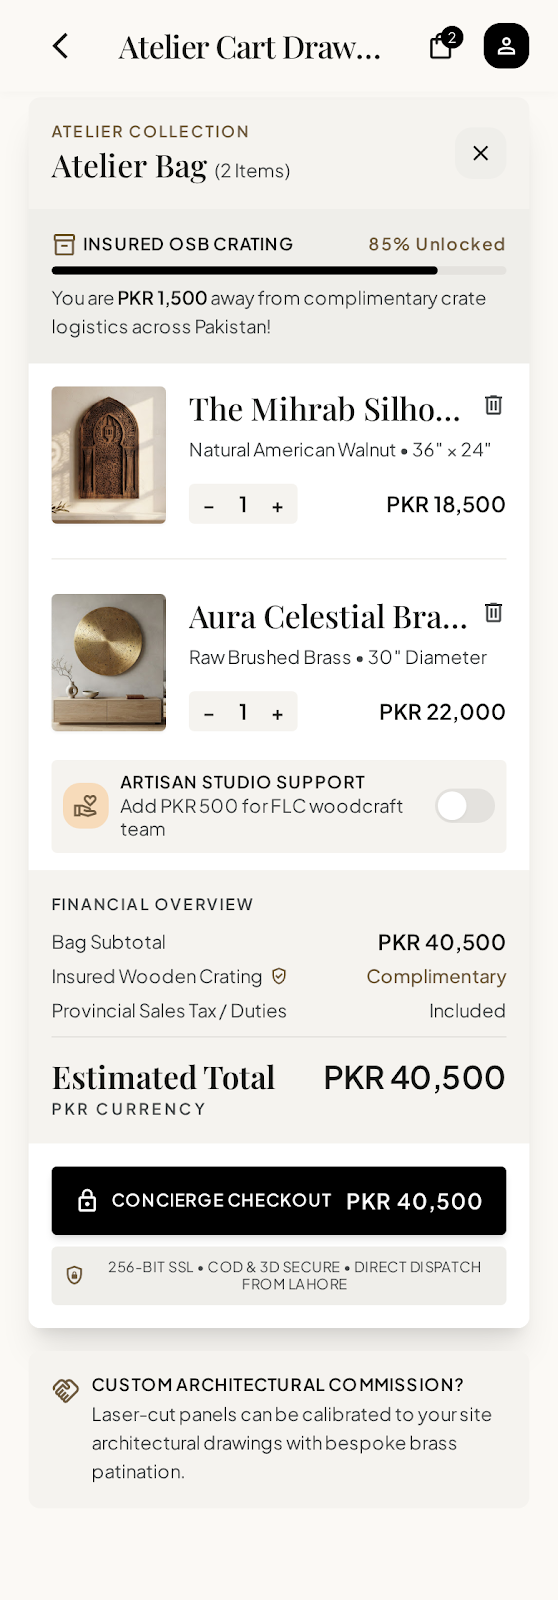 Atelier Cart Draw...
2
ATELIER COLLECTION
Atelier Bag (2 Items)
INSURED OSB CRATING
85% Unlocked
You are PKR 1,500 away from complimentary crate
logistics across Pakistan!
The Mihrab Silho...
Natural American Walnut • 36" × 24"
- 1 +
PKR 18,500
Aura Celestial Bra...
Raw Brushed Brass • 30" Diameter
- 1 +
PKR 22,000
ARTISAN STUDIO SUPPORT
Add PKR 500 for FLC woodcraft
team
FINANCIAL OVERVIEW
Bag Subtotal PKR 40,500
Insured Wooden Crating Complimentary
Provincial Sales Tax / Duties Included
Estimated Total PKR 40,500
PKR CURRENCY
CONCIERGE CHECKOUT PKR 40,500
256-BIT SSL • COD & 3D SECURE • DIRECT DISPATCH
FROM LAHORE
CUSTOM ARCHITECTURAL COMMISSION?
Laser-cut panels can be calibrated to your site
architectural drawings with bespoke brass
patination.